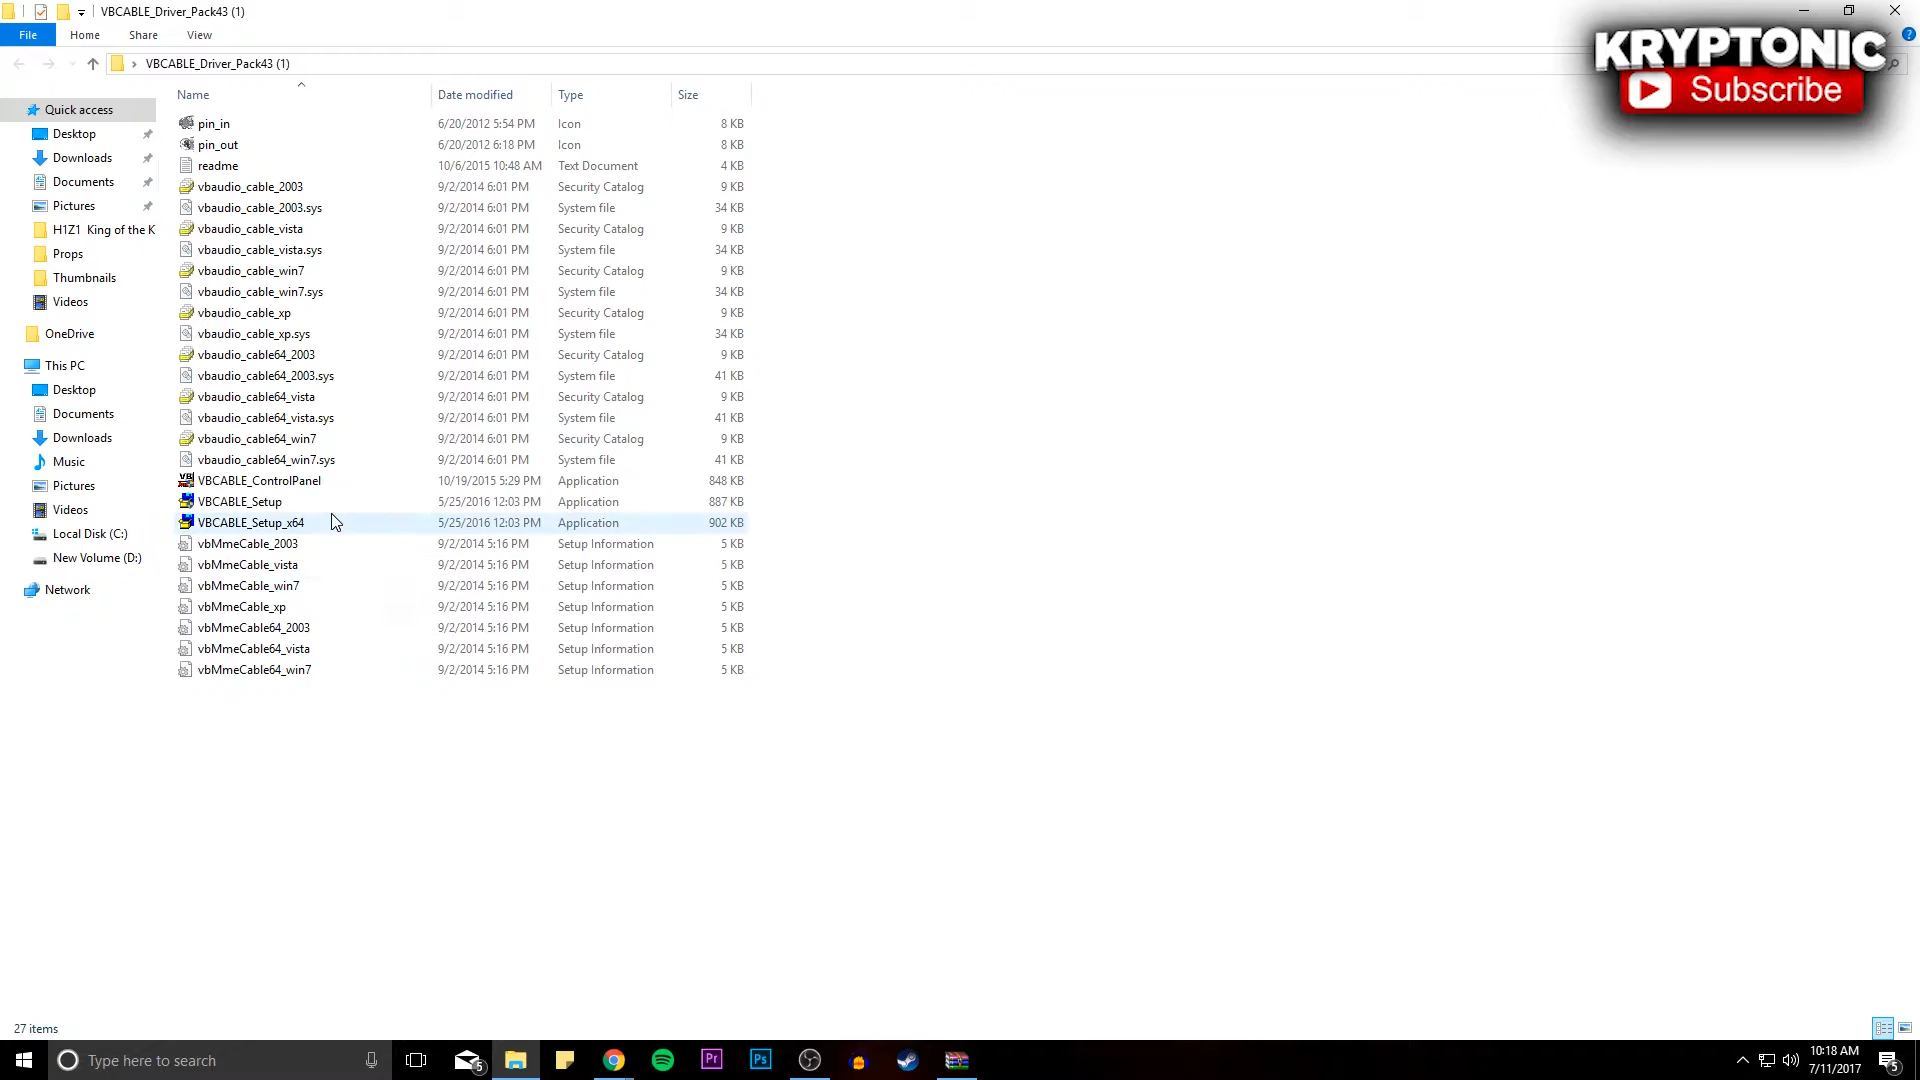 VBCABLE_Driver_Pack43 (1)
File Home Share View
VBCABLE_Driver_Pack43 (1)
KRYPTONIC
Subscribe
Name Date modified Type Size
Quick access
Desktop
Downloads
Documents
Pictures
H1Z1 King of the K
Props
Thumbnails
Videos
OneDrive
This PC
Desktop
Documents
Downloads
Music
Pictures
Videos
Local Disk (C:)
New Volume (D:)
Network
pin_in 6/20/2012 5:54 PM Icon 8 KB
pin_out 6/20/2012 6:18 PM Icon 8 KB
readme 10/6/2015 10:48 AM Text Document 4 KB
vbaudio_cable_2003 9/2/2014 6:01 PM Security Catalog 9 KB
vbaudio_cable_2003.sys 9/2/2014 6:01 PM System file 34 KB
vbaudio_cable_vista 9/2/2014 6:01 PM Security Catalog 9 KB
vbaudio_cable_vista.sys 9/2/2014 6:01 PM System file 34 KB
vbaudio_cable_win7 9/2/2014 6:01 PM Security Catalog 9 KB
vbaudio_cable_win7.sys 9/2/2014 6:01 PM System file 34 KB
vbaudio_cable_xp 9/2/2014 6:01 PM Security Catalog 9 KB
vbaudio_cable_xp.sys 9/2/2014 6:01 PM System file 34 KB
vbaudio_cable64_2003 9/2/2014 6:01 PM Security Catalog 9 KB
vbaudio_cable64_2003.sys 9/2/2014 6:01 PM System file 41 KB
vbaudio_cable64_vista 9/2/2014 6:01 PM Security Catalog 9 KB
vbaudio_cable64_vista.sys 9/2/2014 6:01 PM System file 41 KB
vbaudio_cable64_win7 9/2/2014 6:01 PM Security Catalog 9 KB
vbaudio_cable64_win7.sys 9/2/2014 6:01 PM System file 41 KB
VBCABLE_ControlPanel 10/19/2015 5:29 PM Application 848 KB
VBCABLE_Setup 5/25/2016 12:03 PM Application 887 KB
VBCABLE_Setup_x64 5/25/2016 12:03 PM Application 902 KB
vbMmeCable_2003 9/2/2014 5:16 PM Setup Information 5 KB
vbMmeCable_vista 9/2/2014 5:16 PM Setup Information 5 KB
vbMmeCable_win7 9/2/2014 5:16 PM Setup Information 5 KB
vbMmeCable_xp 9/2/2014 5:16 PM Setup Information 5 KB
vbMmeCable64_2003 9/2/2014 5:16 PM Setup Information 5 KB
vbMmeCable64_vista 9/2/2014 5:16 PM Setup Information 5 KB
vbMmeCable64_win7 9/2/2014 5:16 PM Setup Information 5 KB
27 items
Type here to search
5
Pr
Ps
10:18 AM
7/11/2017
5